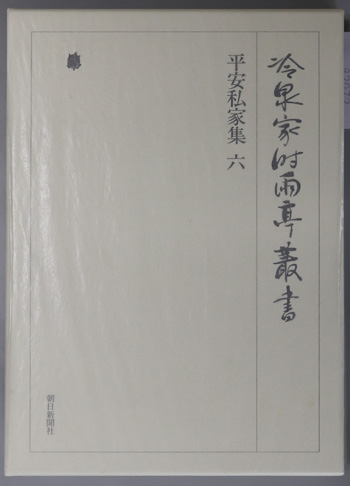 冷泉家時雨亭叢書
平安私家集 六
朝日新聞社